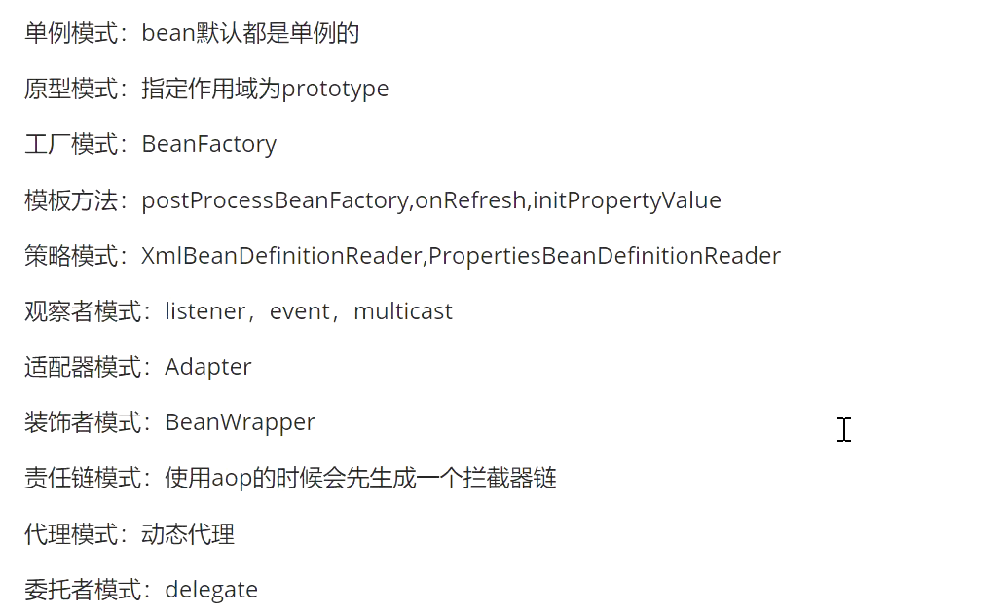 单例模式：bean默认都是单例的
原型模式：指定作用域为prototype
工厂模式：BeanFactory
模板方法：postProcessBeanFactory,onRefresh,initPropertyValue
策略模式：XmlBeanDefinitionReader,PropertiesBeanDefinitionReader
观察者模式：listener，event，multicast
适配器模式：Adapter
装饰者模式：BeanWrapper
责任链模式：使用aop的时候会先生成一个拦截器链
代理模式：动态代理
委托者模式：delegate